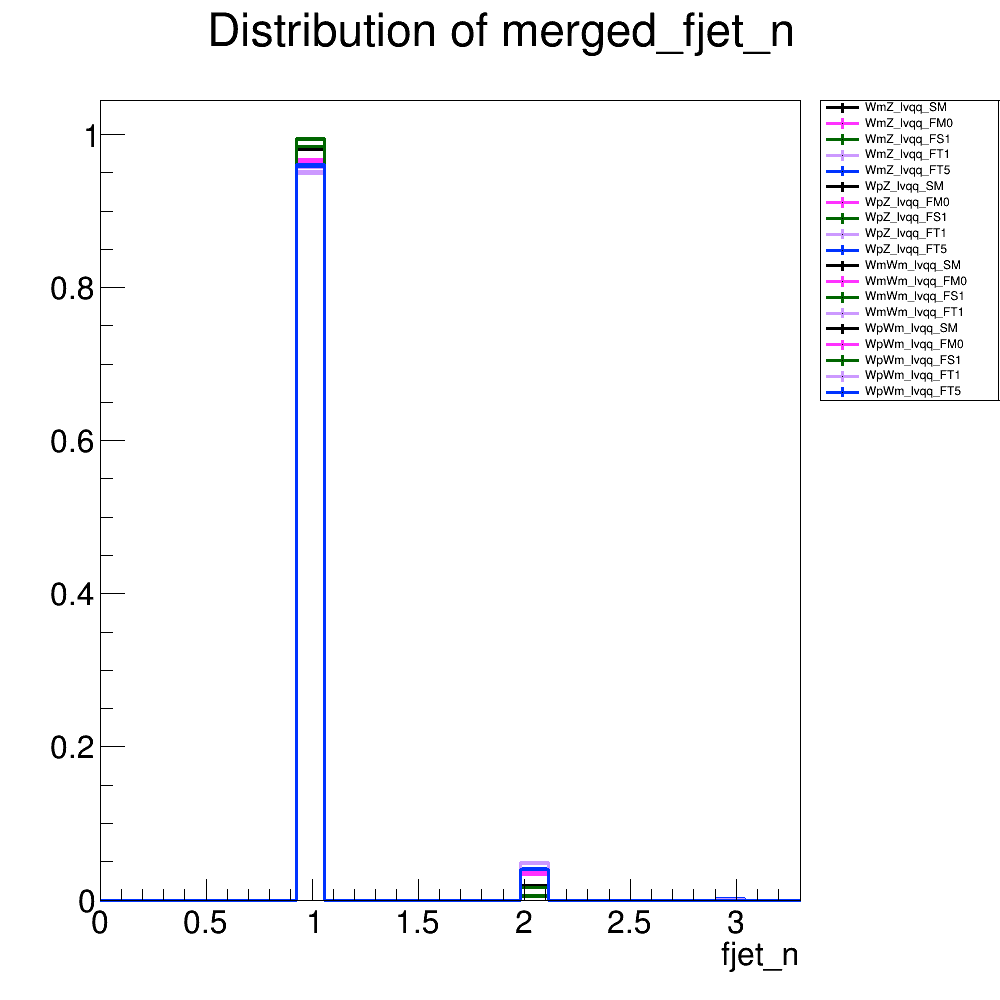 Distribution of merged_fjet_n
WmZ_lvqq_SM
WmZ_lvqq_FM0
WmZ_lvqq_FS1
WmZ_lvqq_FT1
WmZ_lvqq_FT5
WpZ_lvqq_SM
WpZ_lvqq_FM0
WpZ_lvqq_FS1
WpZ_lvqq_FT1
WpZ_lvqq_FT5
WmWm_lvqq_SM
WmWm_lvqq_FM0
WmWm_lvqq_FS1
WmWm_lvqq_FT1
WpWm_lvqq_SM
WpWm_lvqq_FM0
WpWm_lvqq_FS1
WpWm_lvqq_FT1
WpWm_lvqq_FT5
1
0.8
0.6
0.4
0.2
0
0 0.5 1 1.5 2 2.5 3
fjet_n